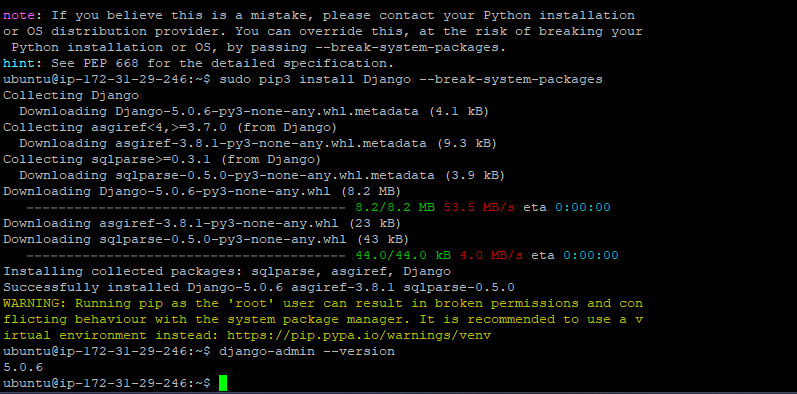 note: If you believe this is a mistake, please contact your Python installation
or OS distribution provider. You can override this, at the risk of breaking your
 Python installation or OS, by passing --break-system-packages.
hint: See PEP 668 for the detailed specification.
ubuntu@ip-172-31-29-246:~$ sudo pip3 install Django --break-system-packages
Collecting Django
  Downloading Django-5.0.6-py3-none-any.whl.metadata (4.1 kB)
Collecting asgiref<4,>=3.7.0 (from Django)
  Downloading asgiref-3.8.1-py3-none-any.whl.metadata (9.3 kB)
Collecting sqlparse>=0.3.1 (from Django)
  Downloading sqlparse-0.5.0-py3-none-any.whl.metadata (3.9 kB)
Downloading Django-5.0.6-py3-none-any.whl (8.2 MB)
   ---------------------------------------- 8.2/8.2 MB 53.5 MB/s eta 0:00:00
Downloading asgiref-3.8.1-py3-none-any.whl (23 kB)
Downloading sqlparse-0.5.0-py3-none-any.whl (43 kB)
   ---------------------------------------- 44.0/44.0 kB 4.0 MB/s eta 0:00:00
Installing collected packages: sqlparse, asgiref, Django
Successfully installed Django-5.0.6 asgiref-3.8.1 sqlparse-0.5.0
WARNING: Running pip as the 'root' user can result in broken permissions and con
flicting behaviour with the system package manager. It is recommended to use a v
irtual environment instead: https://pip.pypa.io/warnings/venv
ubuntu@ip-172-31-29-246:~$ django-admin --version
5.0.6
ubuntu@ip-172-31-29-246:~$